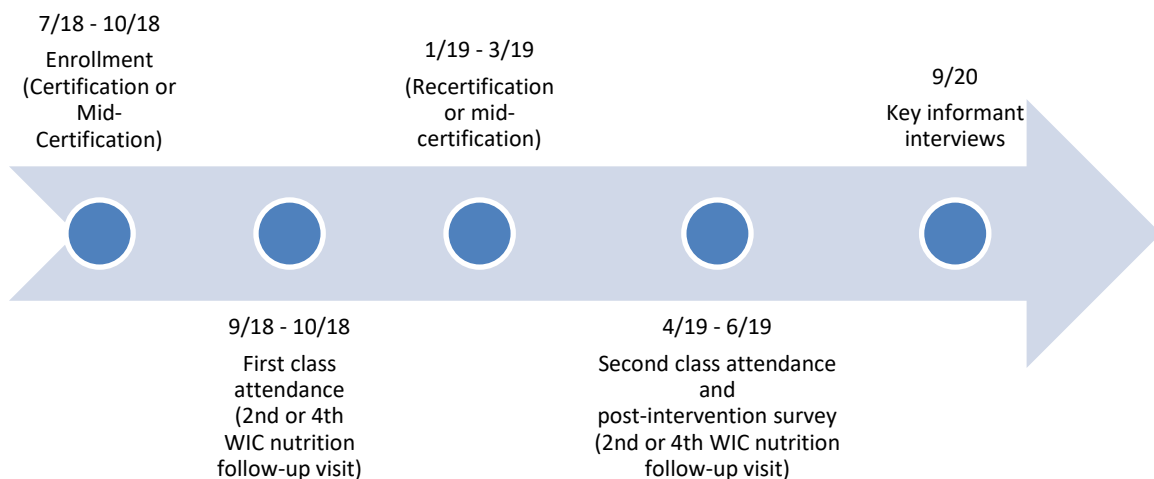 7/18 - 10/18
Enrollment
(Certification or
Mid-
Certification)
9/18 - 10/18
First class
attendance
(2nd or 4th
WIC nutrition
follow-up visit)
1/19 - 3/19
(Recertification
or mid-
certification)
4/19 - 6/19
Second class attendance
and
post-intervention survey
(2nd or 4th WIC nutrition
follow-up visit)
9/20
Key informant
interviews